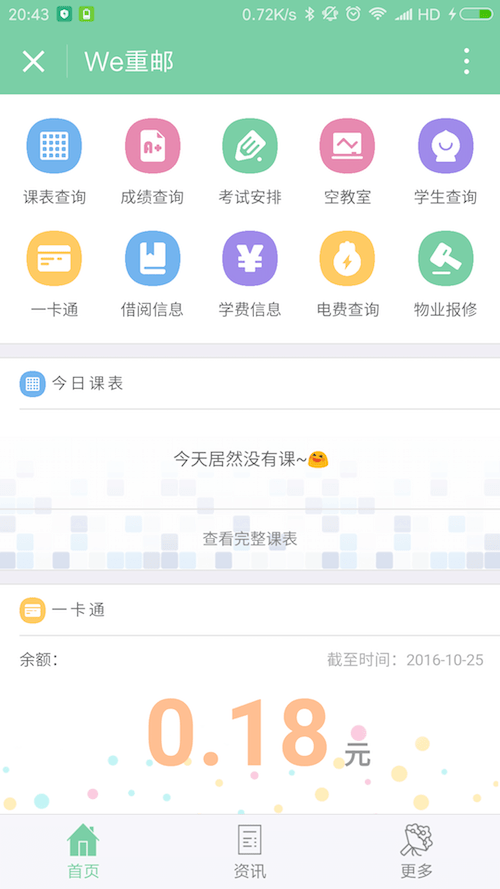 20:43 0.72K/s HD
We重邮
课表查询 成绩查询 考试安排 空教室 学生查询
一卡通 借阅信息 学费信息 电费查询 物业报修
今日课表
今天居然没有课~
查看完整课表
一卡通
余额： 截至时间：2016-10-25
0.18 元
首页 资讯 更多